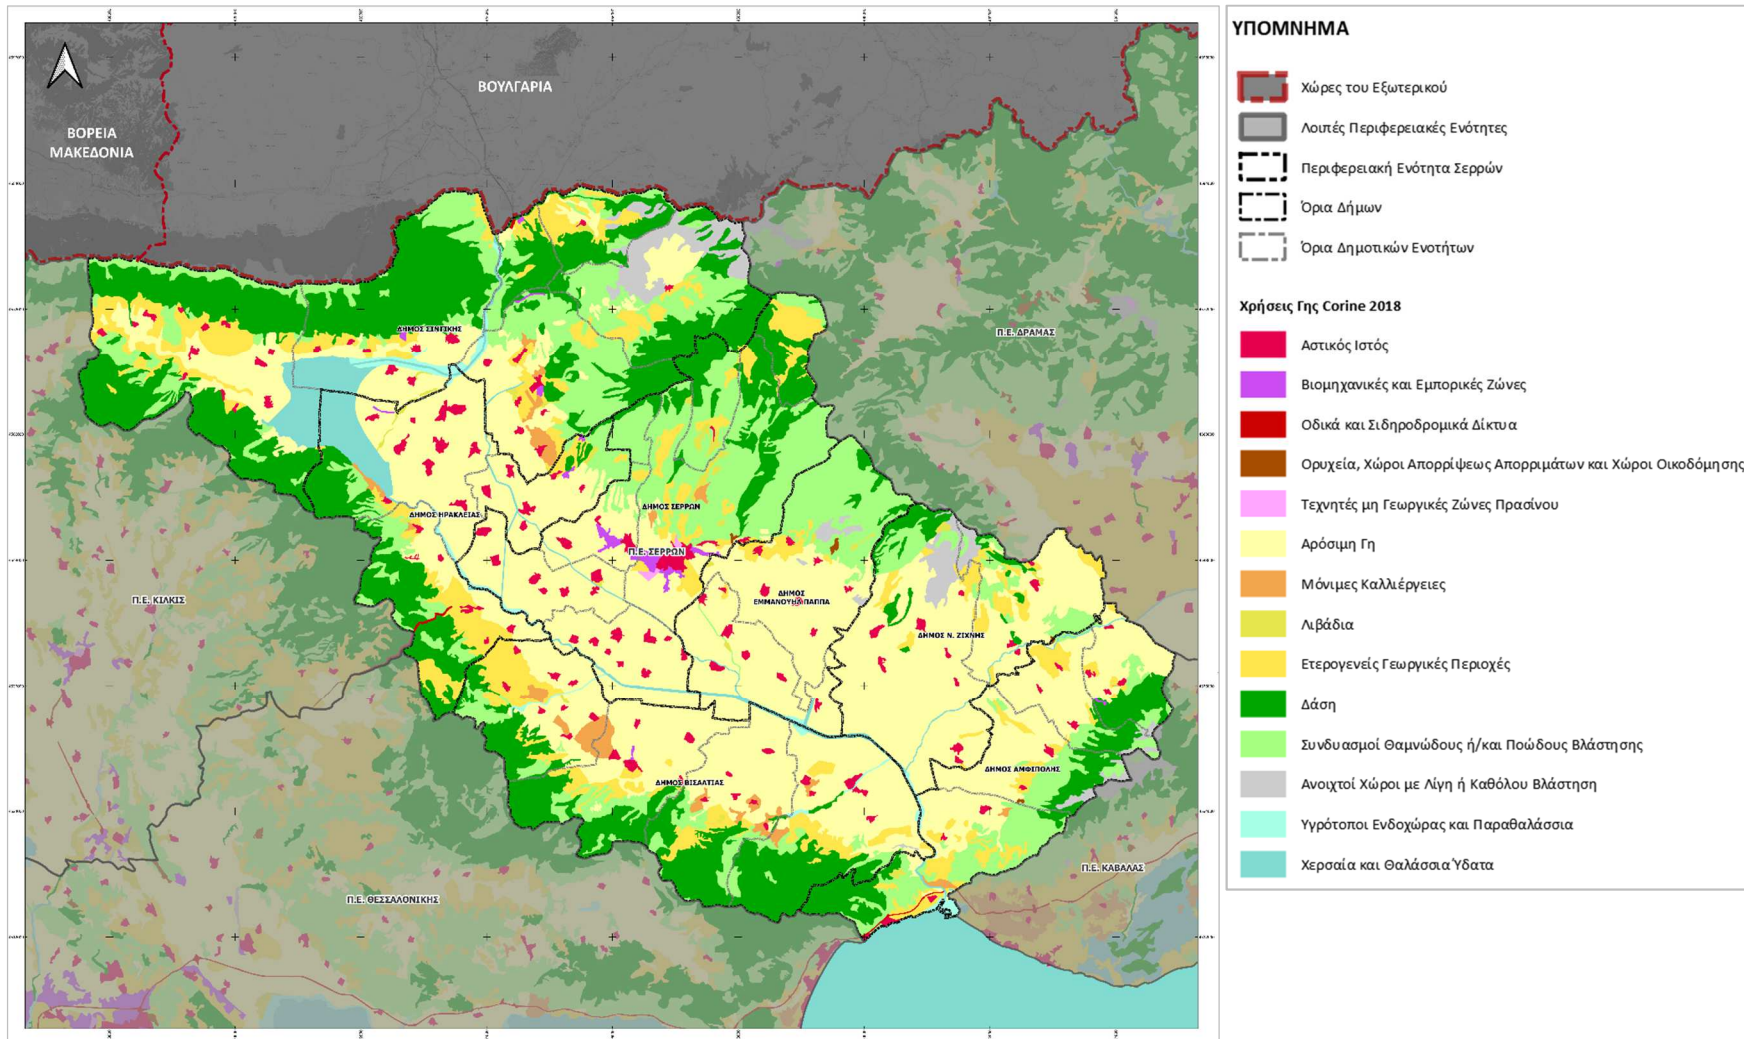 ΒΟΥΛΓΑΡΙΑ
ΒΟΡΕΙΑ
ΜΑΚΕΔΟΝΙΑ
ΔΗΜΟΣ ΣΙΝΤΙΚΗΣ
Π.Ε. ΔΡΑΜΑΣ
ΔΗΜΟΣ ΗΡΑΚΛΕΙΑΣ
ΔΗΜΟΣ ΣΕΡΡΩΝ
Π.Ε. ΣΕΡΡΩΝ
Π.Ε. ΚΙΛΚΙΣ
ΔΗΜΟΣ
ΕΜΜΑΝΟΥΗΛ ΠΑΠΠΑ
ΔΗΜΟΣ Ν. ΖΙΧΝΗΣ
ΔΗΜΟΣ ΑΜΦΙΠΟΛΗΣ
ΔΗΜΟΣ ΒΙΣΑΛΤΙΑΣ
Π.Ε. ΚΑΒΑΛΑΣ
Π.Ε. ΘΕΣΣΑΛΟΝΙΚΗΣ
ΥΠΟΜΝΗΜΑ
Χώρες του Εξωτερικού
Λοιπές Περιφερειακές Ενότητες
Περιφερειακή Ενότητα Σερρών
Όρια Δήμων
Όρια Δημοτικών Ενοτήτων
Χρήσεις Γης Corine 2018
Αστικός Ιστός
Βιομηχανικές και Εμπορικές Ζώνες
Οδικά και Σιδηροδρομικά Δίκτυα
Ορυχεία, Χώροι Απορρίψεως Απορριμάτων και Χώροι Οικοδόμησης
Τεχνητές μη Γεωργικές Ζώνες Πρασίνου
Αρόσιμη Γη
Μόνιμες Καλλιέργειες
Λιβάδια
Ετερογενείς Γεωργικές Περιοχές
Δάση
Συνδυασμοί Θαμνώδους ή/και Ποώδους Βλάστησης
Ανοιχτοί Χώροι με Λίγη ή Καθόλου Βλάστηση
Υγρότοποι Ενδοχώρας και Παραθαλάσσια
Χερσαία και Θαλάσσια Ύδατα